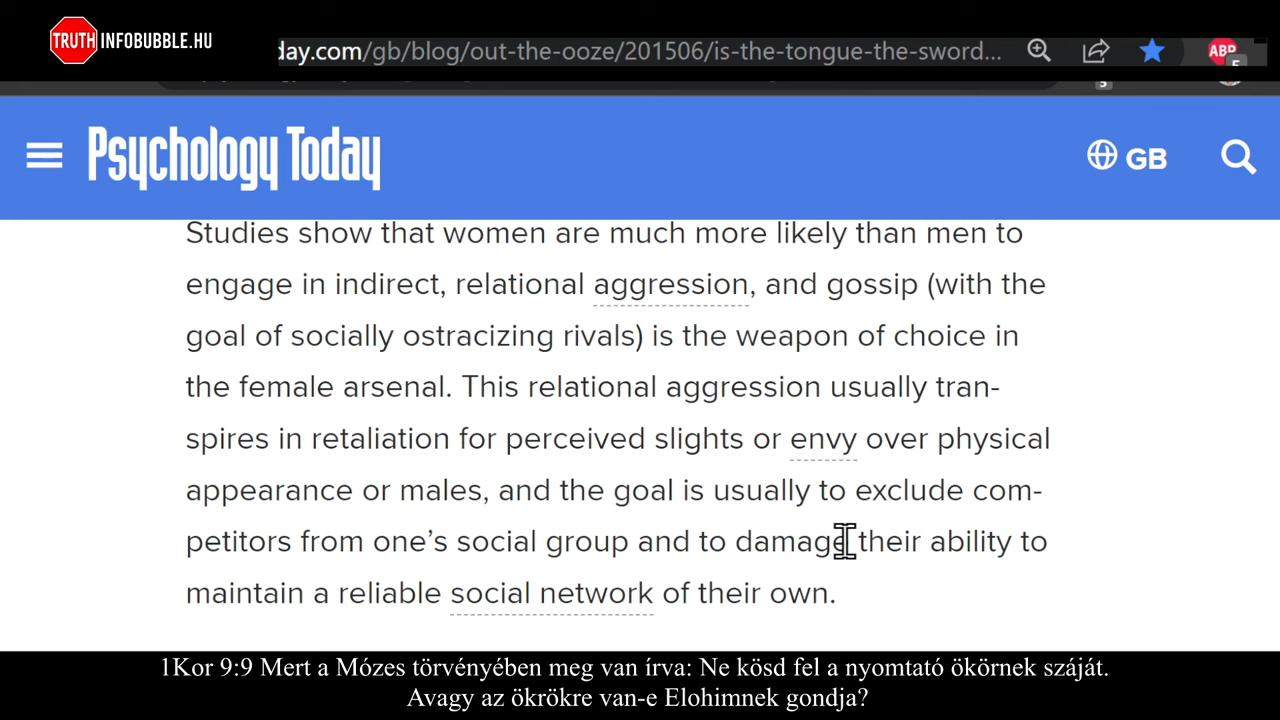 TRUTH INFOBUBBLE.HU
day.com/gb/blog/out-the-ooze/201506/is-the-tongue-the-sword...
ABP
5
5
Psychology Today
GB
Studies show that women are much more likely than men to
engage in indirect, relational aggression, and gossip (with the
goal of socially ostracizing rivals) is the weapon of choice in
the female arsenal. This relational aggression usually tran-
spires in retaliation for perceived slights or envy over physical
appearance or males, and the goal is usually to exclude com-
petitors from one’s social group and to damage their ability to
maintain a reliable social network of their own.
1Kor 9:9 Mert a Mózes törvényében meg van írva: Ne kösd fel a nyomtató ökörnek száját.
Avagy az ökrökre van-e Elohimnek gondja?